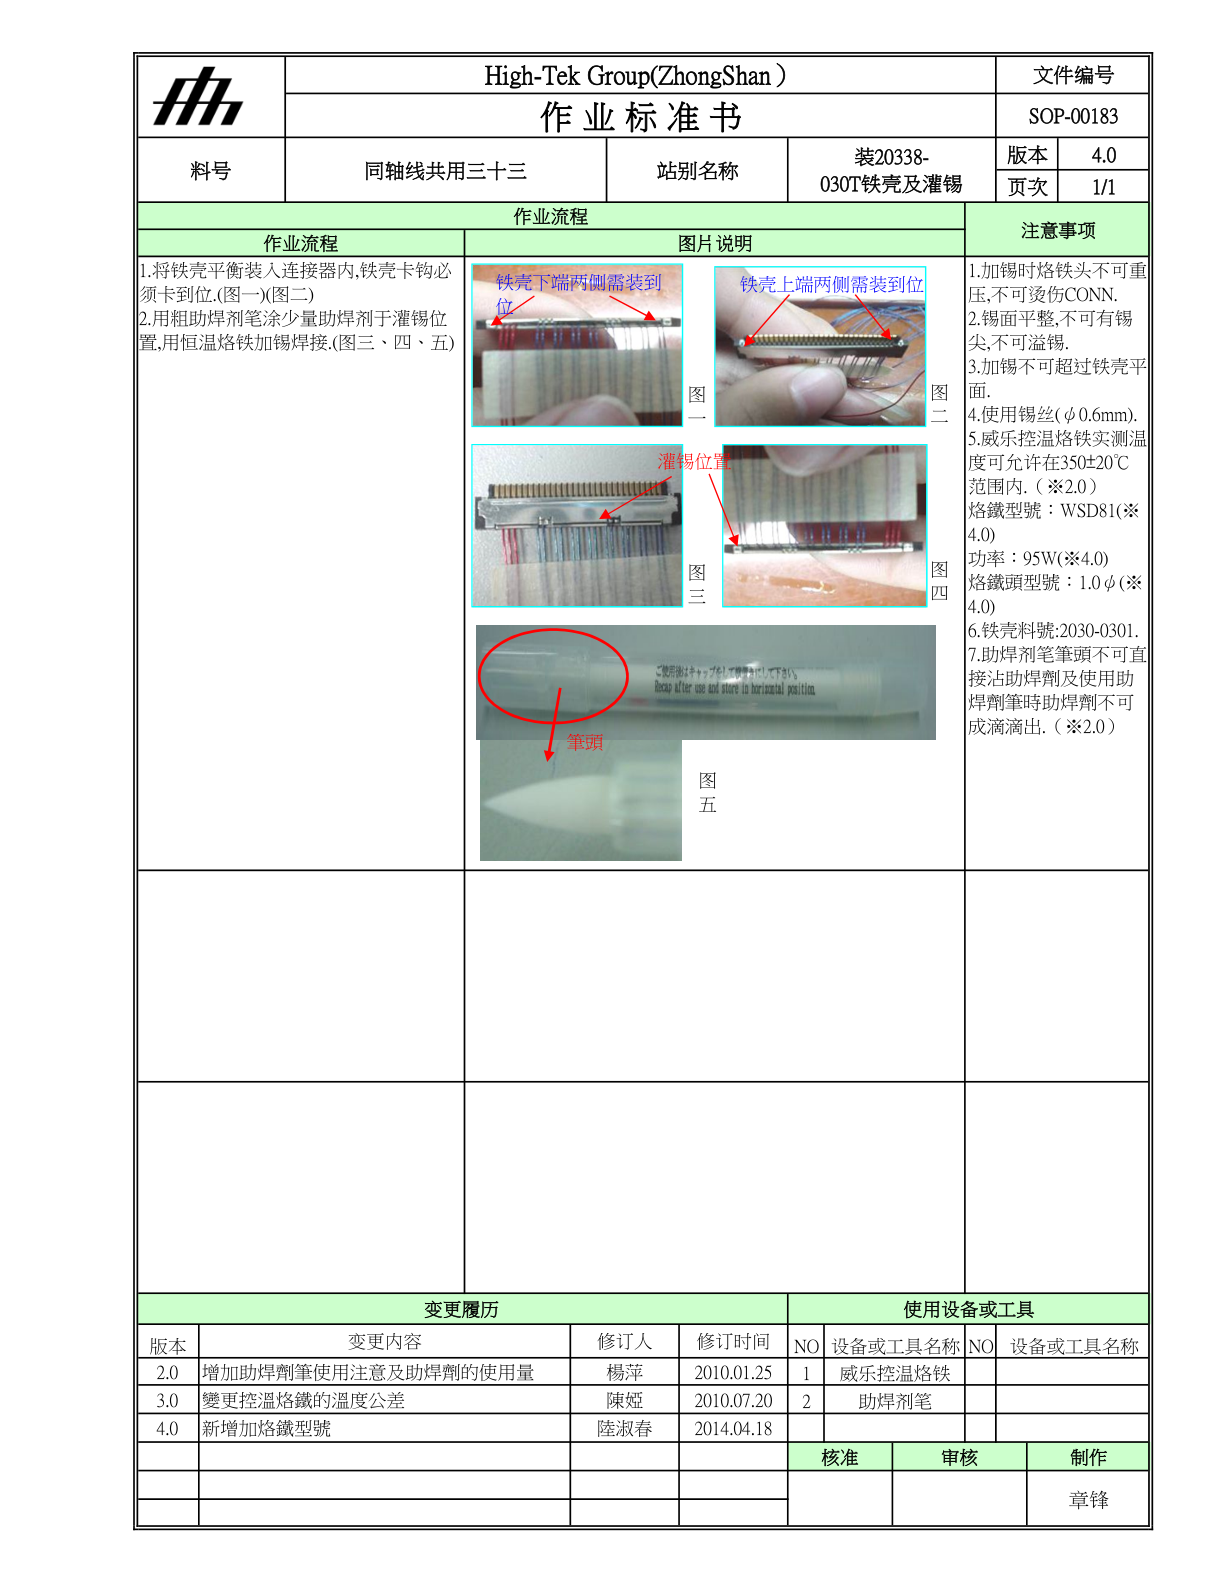 High-Tek Group(ZhongShan）
文件编号
作业标准书
SOP-00183
料号
同轴线共用三十三
站别名称
装20338-
030T铁壳及灌锡
版本
4.0
页次
1/1
作业流程
注意事项
作业流程
图片说明
1.将铁壳平衡装入连接器内,铁壳卡钩必
须卡到位.(图一)(图二)
2.用粗助焊剂笔涂少量助焊剂于灌锡位
置,用恒温烙铁加锡焊接.(图三、四、五)
铁壳下端两侧需装到
位
铁壳上端两侧需装到位
图
一
图
二
灌锡位置
图
三
图
四
ご使用後はキャップをして横置きにして下さい。
Recap after use and store in horizontal position.
筆頭
图
五
1.加锡时烙铁头不可重
压,不可烫伤CONN.
2.锡面平整,不可有锡
尖,不可溢锡.
3.加锡不可超过铁壳平
面.
4.使用锡丝(φ0.6mm).
5.威乐控温烙铁实测温
度可允许在350±20℃
范围内.（※2.0）
烙鐵型號：WSD81(※
4.0)
功率：95W(※4.0)
烙鐵頭型號：1.0φ(※
4.0)
6.铁壳料號:2030-0301.
7.助焊剂笔筆頭不可直
接沾助焊劑及使用助
焊劑筆時助焊劑不可
成滴滴出.（※2.0）
变更履历
使用设备或工具
版本
变更内容
修订人
修订时间
NO
设备或工具名称
NO
设备或工具名称
2.0
增加助焊劑筆使用注意及助焊劑的使用量
楊萍
2010.01.25
1
威乐控温烙铁
3.0
變更控溫烙鐵的溫度公差
陳婭
2010.07.20
2
助焊剂笔
4.0
新增加烙鐵型號
陸淑春
2014.04.18
核准
审核
制作
章锋